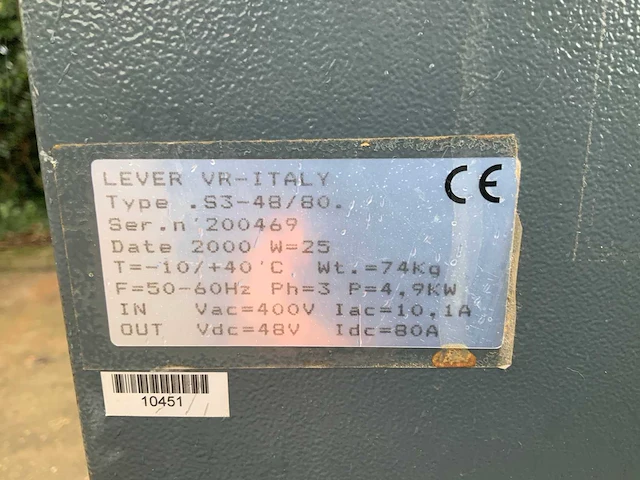 LEVER VR-ITALY
CE
Type .S3-48/80.
Ser.n°200469
Date 2000 W=25
T=-10/+40°C Wt.=74Kg
F=50-60Hz Ph=3 P=4,9KW
IN Vac=400V Iac=10,1A
OUT Vdc=48V Idc=80A
10451